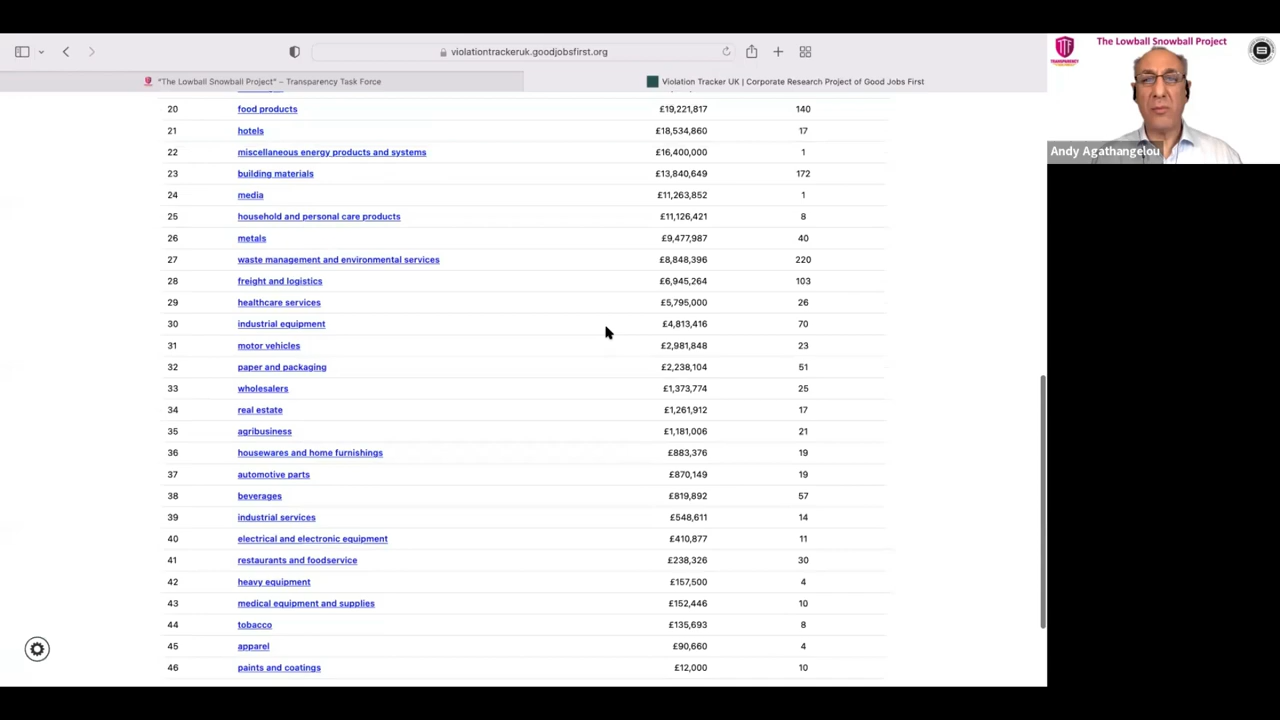 violationtrackeruk.goodjobsfirst.org
"The Lowball Snowball Project" – Transparency Task Force
Violation Tracker UK | Corporate Research Project of Good Jobs First
20 food products £19,221,817 140
21 hotels £18,534,860 17
22 miscellaneous energy products and systems £16,400,000 1
23 building materials £13,840,649 172
24 media £11,263,852 1
25 household and personal care products £11,126,421 8
26 metals £9,477,987 40
27 waste management and environmental services £8,848,396 220
28 freight and logistics £6,945,264 103
29 healthcare services £5,795,000 26
30 industrial equipment £4,813,416 70
31 motor vehicles £2,981,848 23
32 paper and packaging £2,238,104 51
33 wholesalers £1,373,774 25
34 real estate £1,261,912 17
35 agribusiness £1,181,006 21
36 housewares and home furnishings £883,376 19
37 automotive parts £870,149 19
38 beverages £819,892 57
39 industrial services £548,611 14
40 electrical and electronic equipment £410,877 11
41 restaurants and foodservice £238,326 30
42 heavy equipment £157,500 4
43 medical equipment and supplies £152,446 10
44 tobacco £135,693 8
45 apparel £90,660 4
46 paints and coatings £12,000 10
The Lowball Snowball Project
Andy Agathangelou